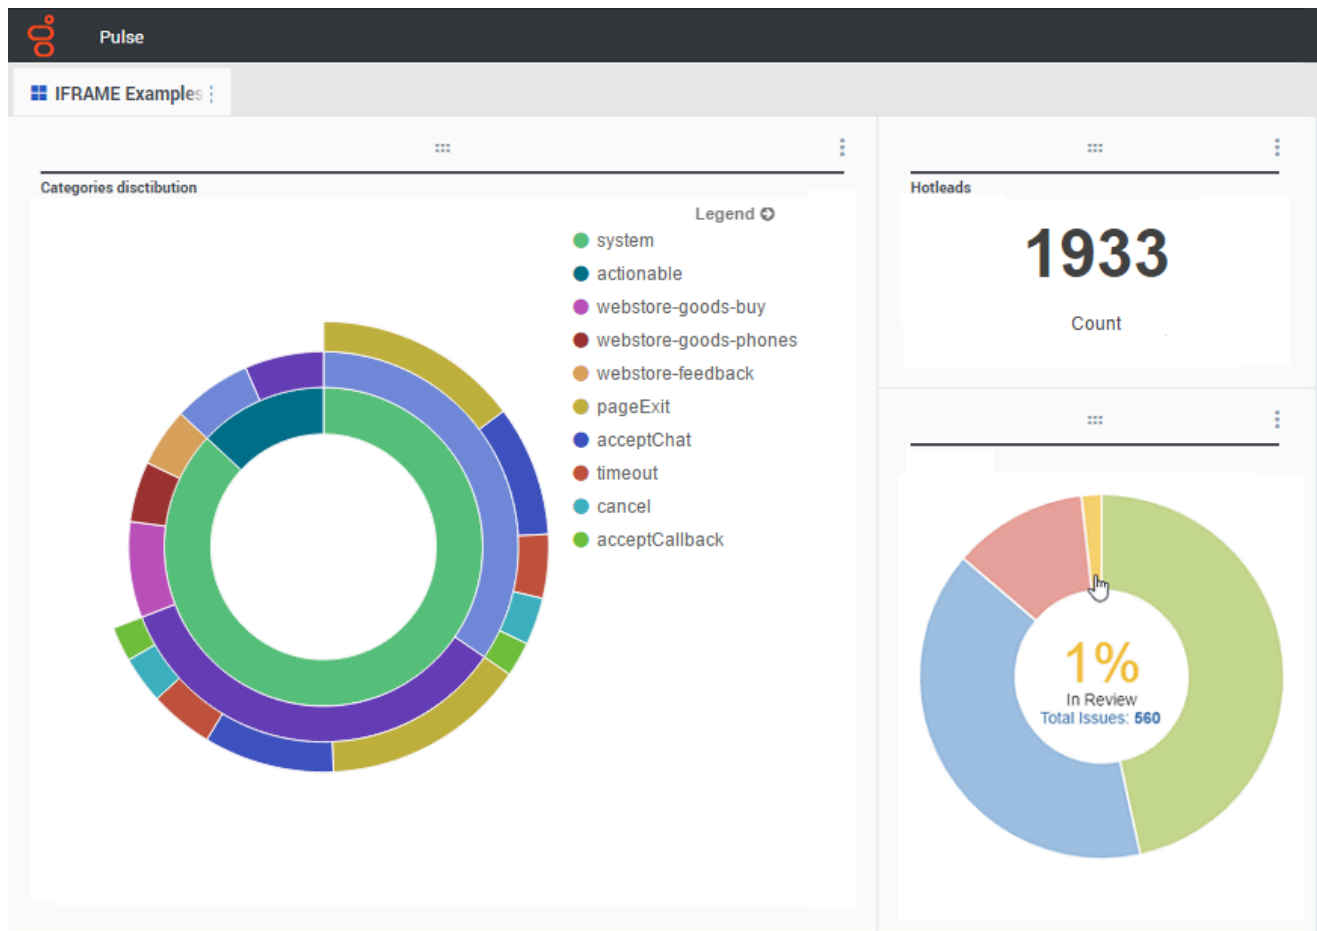 Pulse
IFRAME Examples
Categories disctibution
Legend
system
actionable
webstore-goods-buy
webstore-goods-phones
webstore-feedback
pageExit
acceptChat
timeout
cancel
acceptCallback
Hotleads
1933
Count
1%
In Review
Total Issues: 560